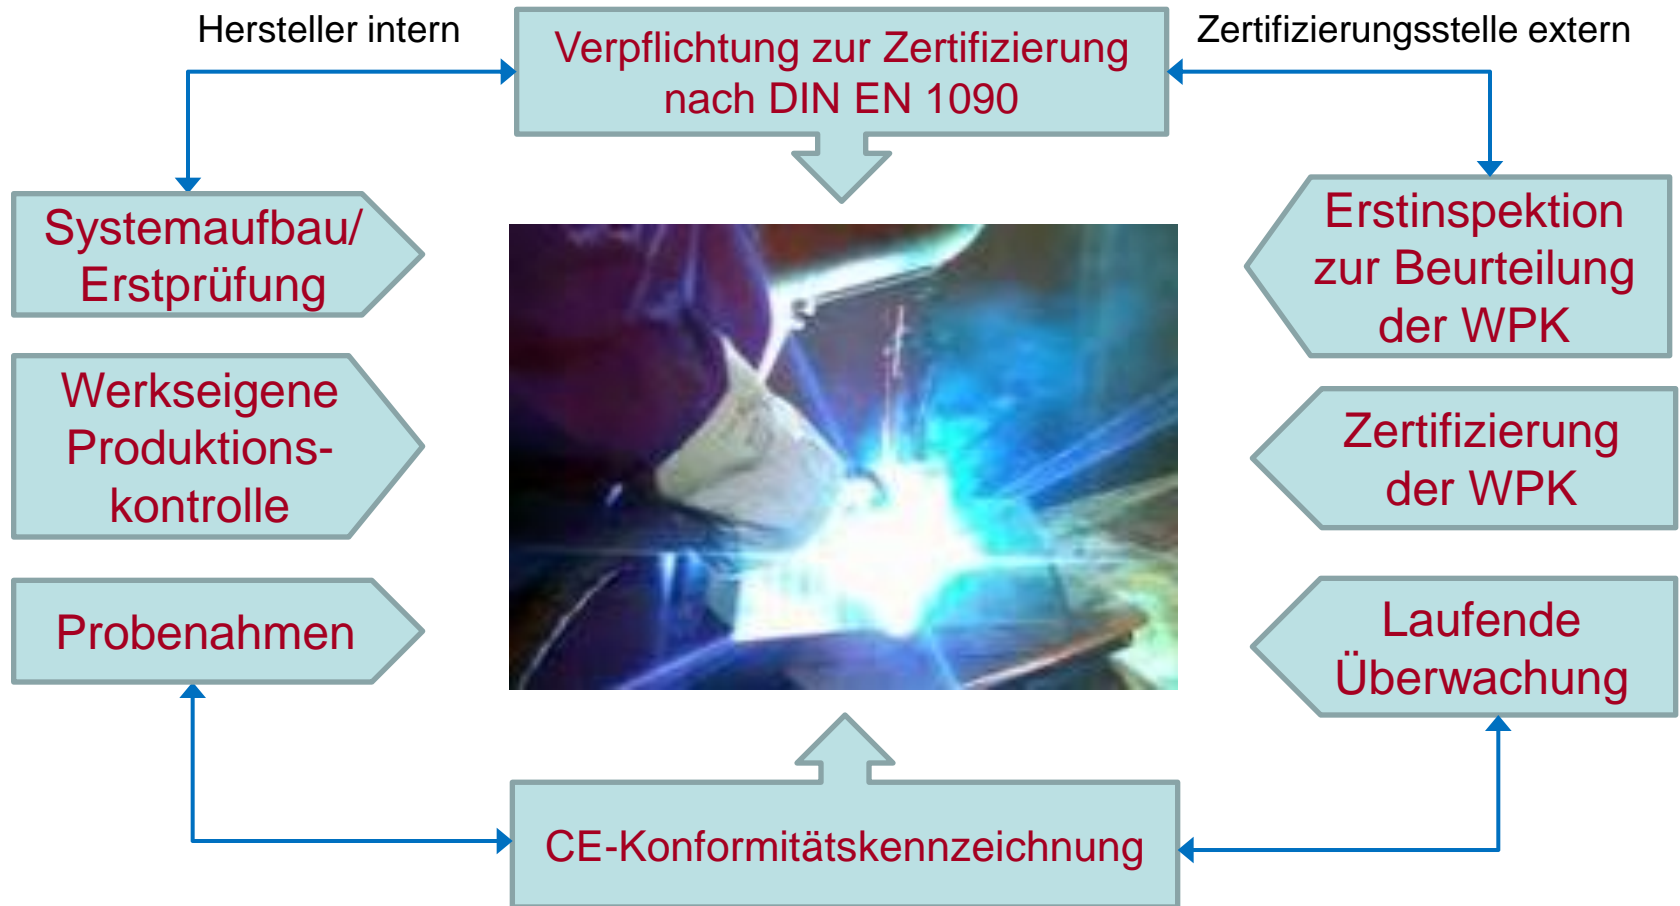 Hersteller intern
Verpflichtung zur Zertifizierung
nach DIN EN 1090
Zertifizierungsstelle extern
Systemaufbau/
Erstprüfung
Werkseigene
Produktions-
kontrolle
Probenahmen
Erstinspektion
zur Beurteilung
der WPK
Zertifizierung
der WPK
Laufende
Überwachung
CE-Konformitätskennzeichnung